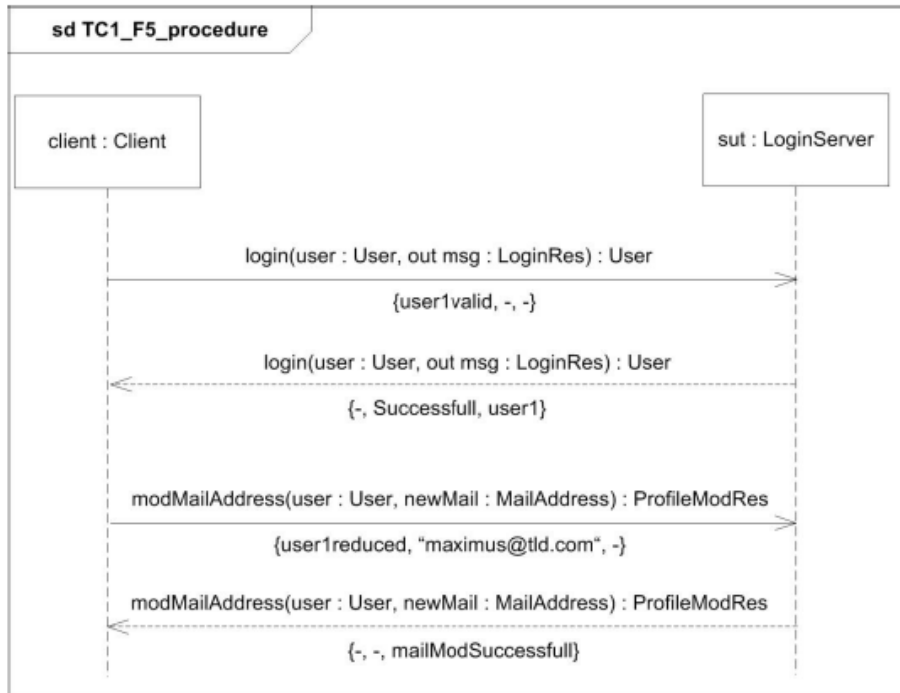 sd TC1_F5_procedure
client : Client
sut : LoginServer
login(user : User, out msg : LoginRes) : User
{user1valid, -, -}
login(user : User, out msg : LoginRes) : User
{-, Successfull, user1}
modMailAddress(user : User, newMail : MailAddress) : ProfileModRes
{user1reduced, “maximus@tld.com“, -}
modMailAddress(user : User, newMail : MailAddress) : ProfileModRes
{-, -, mailModSuccessfull}